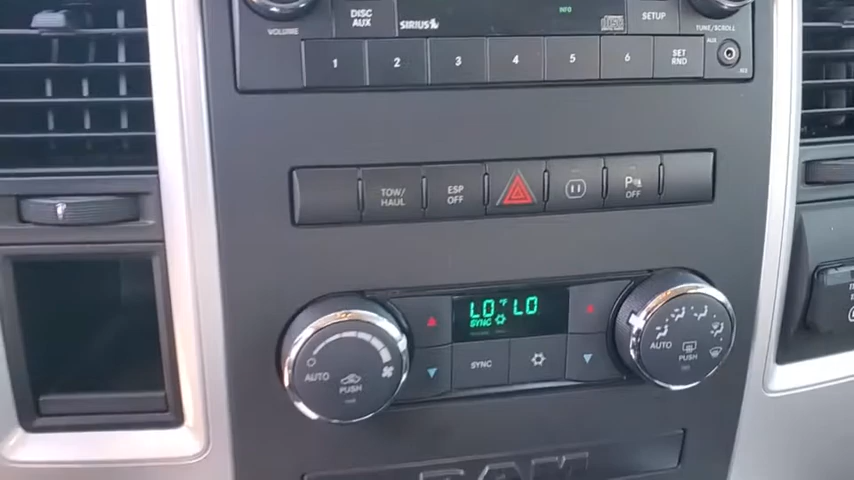 VOLUME
DISC
AUX
SIRIUS
INFO
SETUP
TUNE/SCROLL
1
2
3
4
5
6
SET
RND
AUX
TOW/
HAUL
ESP
OFF
P
OFF
LO °F LO
SYNC
AUTO
PUSH
SYNC
AUTO
PUSH
RAM